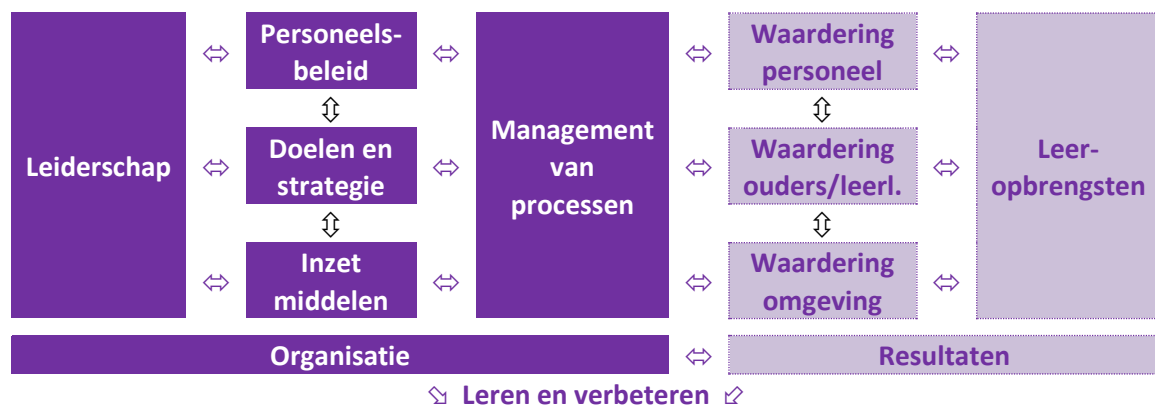 Leiderschap
Personeels-
beleid
Doelen en
strategie
Inzet
middelen
Management
van
processen
Waardering
personeel
Waardering
ouders/leerl.
Waardering
omgeving
Leer-
opbrengsten
Organisatie
Resultaten
Leren en verbeteren